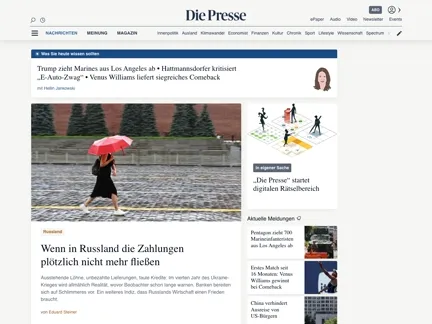 Die Presse
ABO
ePaper Audio Video Newsletter Events
NACHRICHTEN MEINUNG MAGAZIN
Innenpolitik Ausland Klimawandel Economist Finanzen Kultur Chronik Sport Lifestyle Wissenschaft Spectrum
Was Sie heute wissen sollten
Trump zieht Marines aus Los Angeles ab • Hattmannsdorfer kritisiert
„E-Auto-Zwag“ • Venus Williams liefert siegreiches Comeback
mit Hellin Jankowski
Russland
Wenn in Russland die Zahlungen
plötzlich nicht mehr fließen
Ausstehende Löhne, unbezahlte Lieferungen, faule Kredite: Im vierten Jahr des Ukraine-
Krieges wird allmählich Realität, wovor Beobachter schon lange warnen. Banken bereiten
sich auf Schlimmeres vor. Ein weiteres Indiz, dass Russlands Wirtschaft einen Frieden
braucht.
von Eduard Steiner
In eigener Sache
„Die Presse“ startet
digitalen Rätselbereich
Aktuelle Meldungen
Pentagon zieht 700
Marineinfanteristen
aus Los Angeles ab
Erstes Match seit
16 Monaten: Venus
Williams gewinnt
bei Comeback
China verhindert
Ausreise von
US-Bürgern